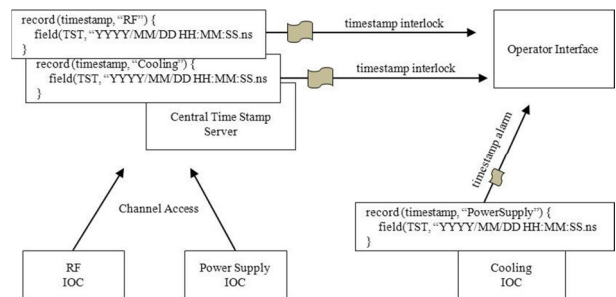 record (timestamp, “RF”) {
field(TST, “YYYY/MM/DD HH:MM:SS.ns
}
record (timestamp, “Cooling”) {
field(TST, “YYYY/MM/DD HH:MM:SS.ns
}
Central Time Stamp
Server
timestamp interlock
timestamp interlock
Operator Interface
timestamp alarm
Channel Access
record (timestamp, “PowerSupply”) {
field(TST, “YYYY/MM/DD HH:MM:SS.ns
}
RF
IOC
Power Supply
IOC
Cooling
IOC